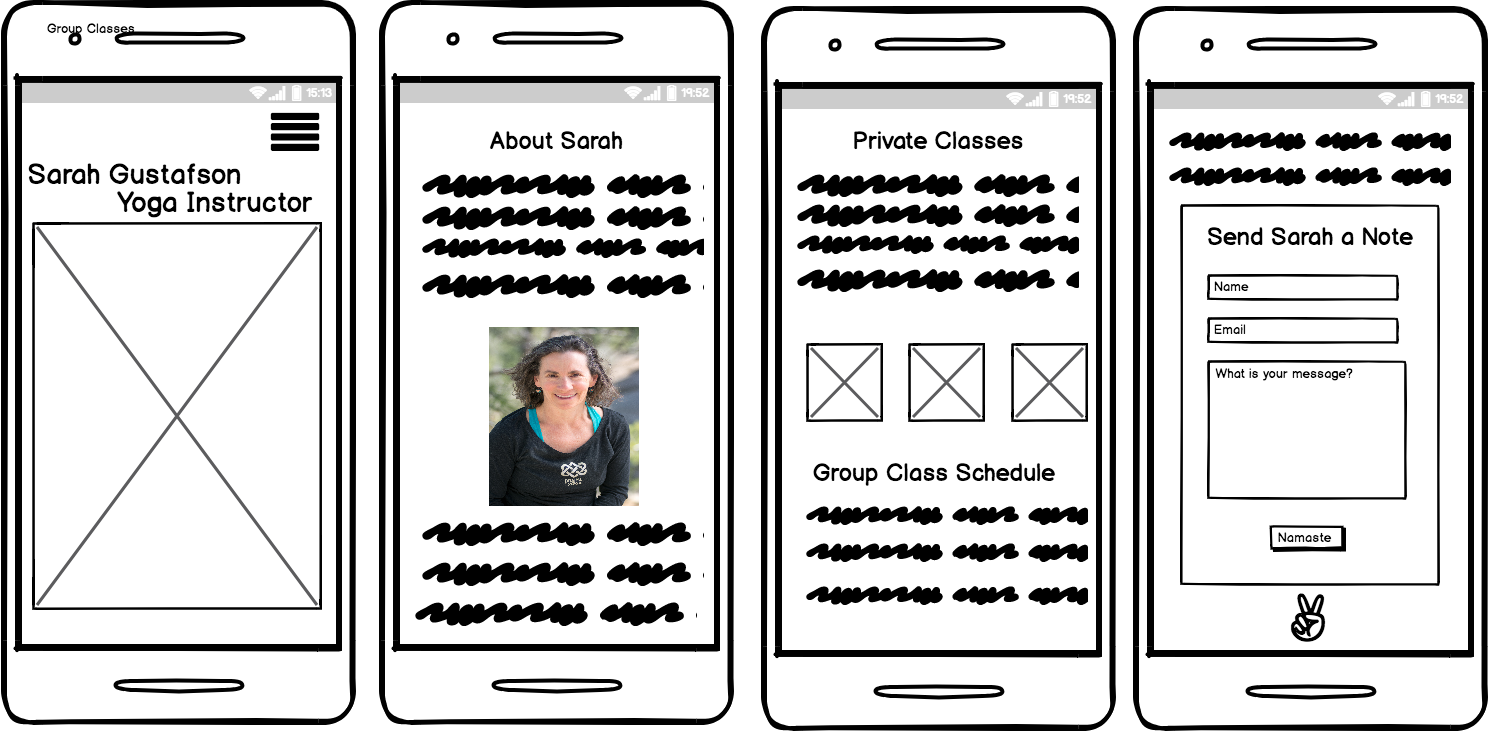 Group Classes
15:13
Sarah Gustafson
Yoga Instructor
19:52
About Sarah
19:52
Private Classes
Group Class Schedule
19:52
Send Sarah a Note
Name
Email
What is your message?
Namaste